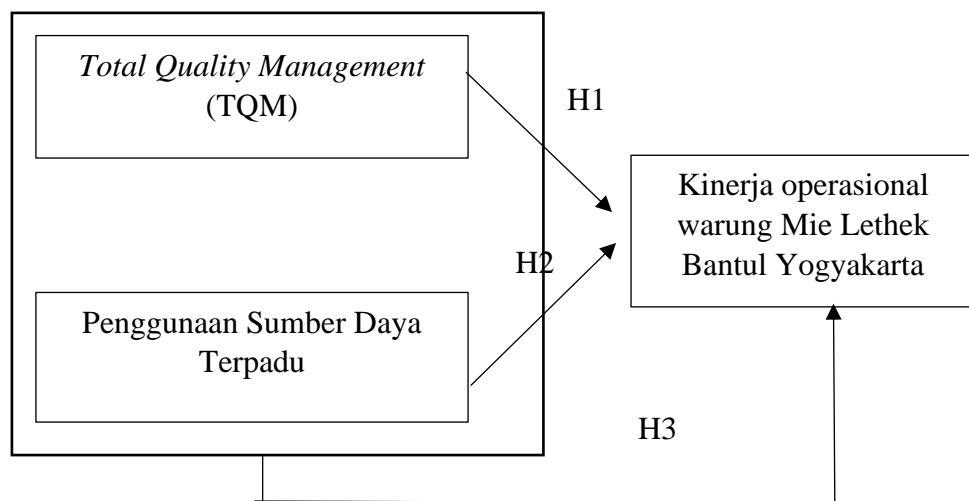 Total Quality Management
(TQM)
H1
Kinerja operasional
warung Mie Lethek
Bantul Yogyakarta
H2
Penggunaan Sumber Daya
Terpadu
H3